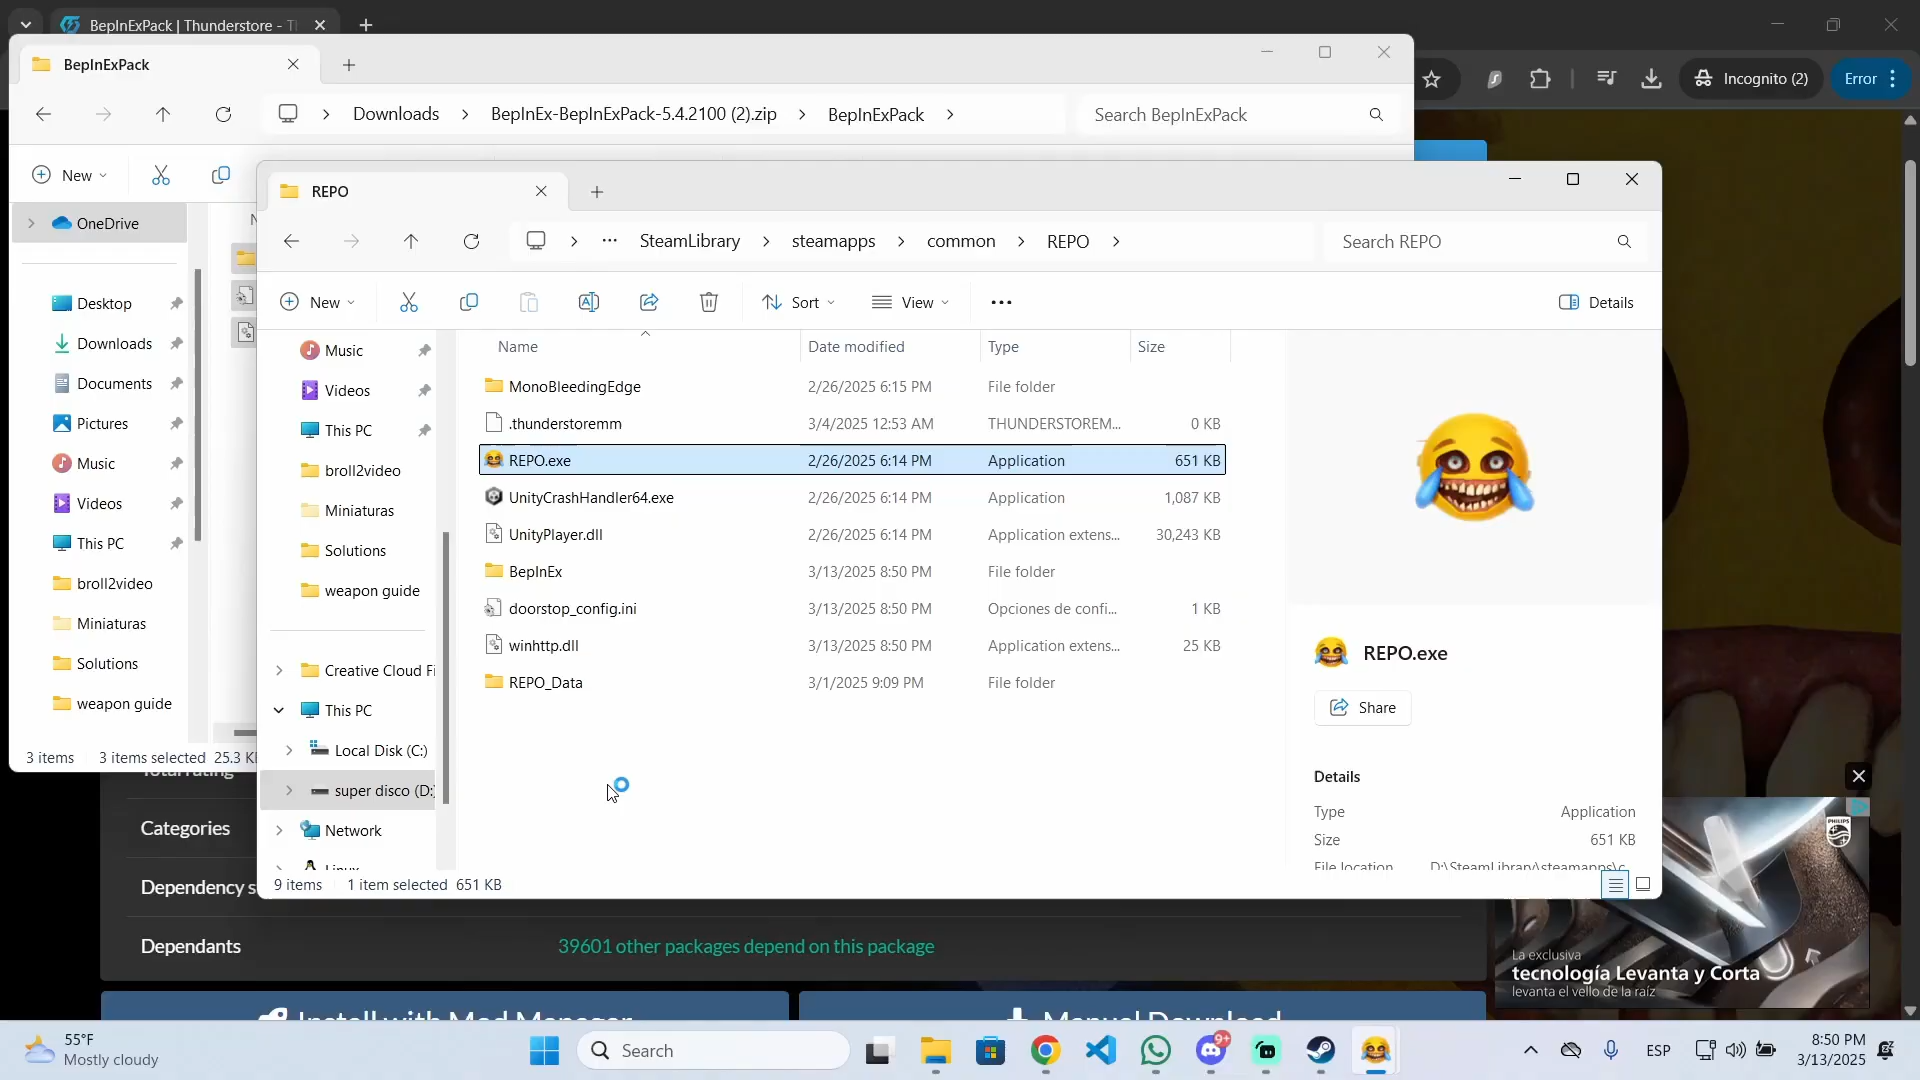 BepInExPack | Thunderstore - T
BepInExPack
Incognito (2)
Error
Downloads
BepInEx-BepInExPack-5.4.2100 (2).zip
BepInExPack
Search BepInExPack
New
OneDrive
Desktop
Downloads
Documents
Pictures
Music
Videos
This PC
broll2video
Miniaturas
Solutions
weapon guide
3 items
3 items selected 25.3 K
REPO
SteamLibrary
steamapps
common
REPO
Search REPO
New
Sort
View
Details
Music
Videos
This PC
broll2video
Miniaturas
Solutions
weapon guide
Creative Cloud Fi
This PC
Local Disk (C:)
super disco (D:)
Network
Linux
Name Date modified Type Size
MonoBleedingEdge 2/26/2025 6:15 PM File folder
.thunderstoremm 3/4/2025 12:53 AM THUNDERSTOREM... 0 KB
REPO.exe 2/26/2025 6:14 PM Application 651 KB
UnityCrashHandler64.exe 2/26/2025 6:14 PM Application 1,087 KB
UnityPlayer.dll 2/26/2025 6:14 PM Application extens... 30,243 KB
BepInEx 3/13/2025 8:50 PM File folder
doorstop_config.ini 3/13/2025 8:50 PM Opciones de confi... 1 KB
winhttp.dll 3/13/2025 8:50 PM Application extens... 25 KB
REPO_Data 3/1/2025 9:09 PM File folder
REPO.exe
Share
Details
Type Application
Size 651 KB
File location D:\SteamLibrary\steamapps\c...
9 items
1 item selected 651 KB
Total rating
Categories
Dependency s
Dependants
39601 other packages depend on this package
Install with Mod Manager
Manual Download
PHILIPS
La exclusiva
tecnología Levanta y Corta
levanta el vello de la raíz
55°F
Mostly cloudy
Search
9+
ESP
8:50 PM
3/13/2025